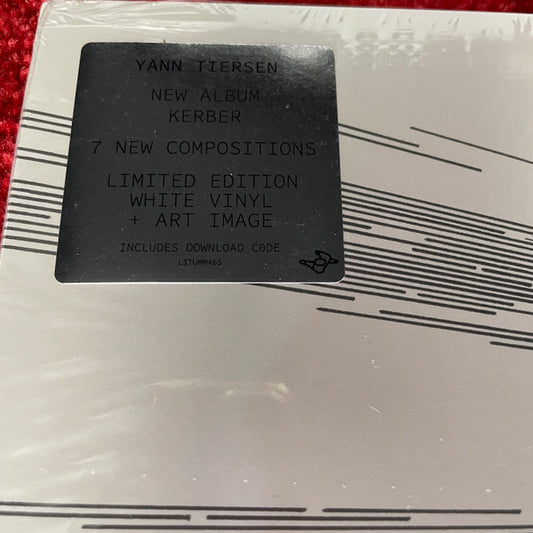 YANN TIERSEN
NEW ALBUM
KERBER
7 NEW COMPOSITIONS
LIMITED EDITION
WHITE VINYL
+ ART IMAGE
INCLUDES DOWNLOAD CODE
LSTUMM465